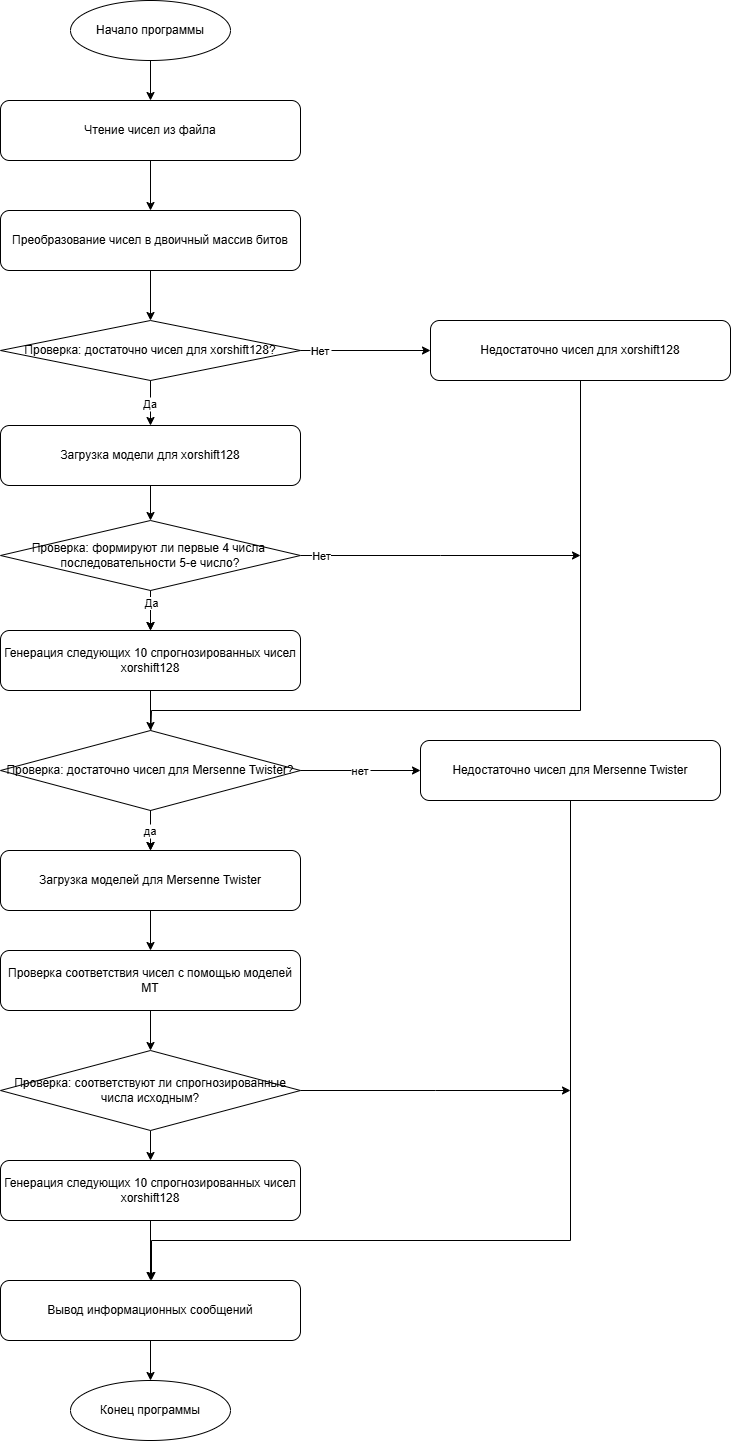 Начало программы
Чтение чисел из файла
Преобразование чисел в двоичный массив битов
Проверка: достаточно чисел для xorshift128?
Нет
Недостаточно чисел для xorshift128
Да
Загрузка модели для xorshift128
Проверка: формируют ли первые 4 числа
последовательности 5-е число?
Нет
Да
Генерация следующих 10 спрогнозированных чисел
xorshift128
Проверка: достаточно чисел для Mersenne Twister?
нет
Недостаточно чисел для Mersenne Twister
да
Загрузка моделей для Mersenne Twister
Проверка соответствия чисел с помощью моделей
МТ
Проверка: соответствуют ли спрогнозированные
числа исходным?
Генерация следующих 10 спрогнозированных чисел
xorshift128
Вывод информационных сообщений
Конец программы